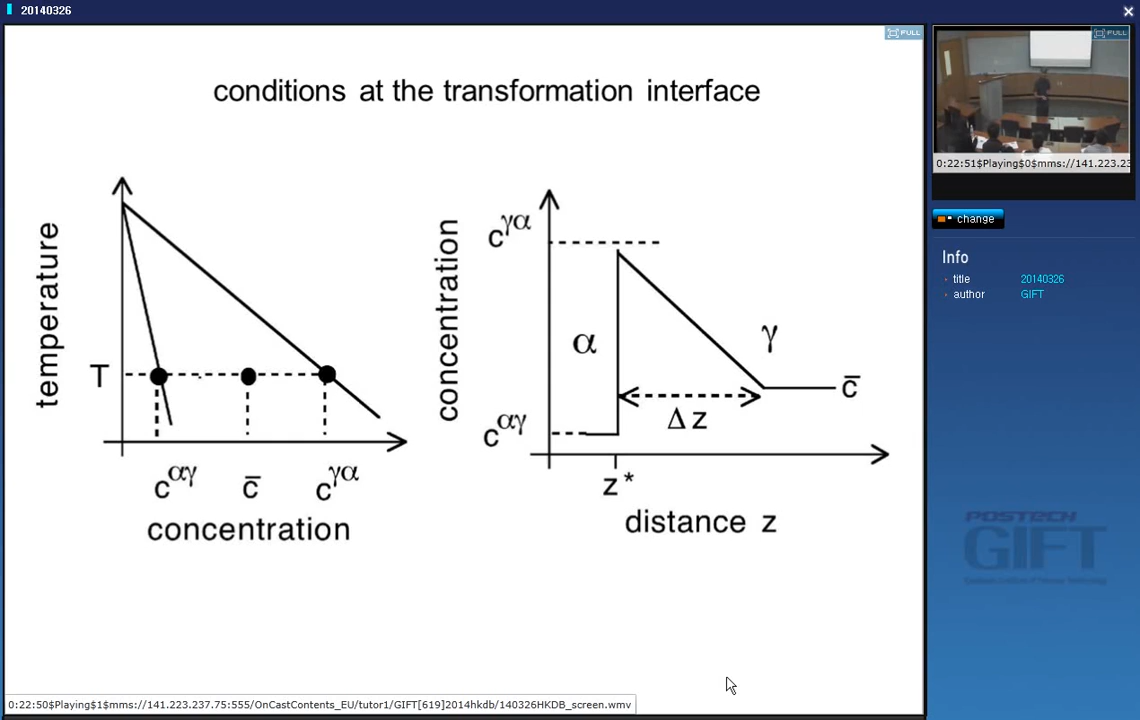 20140326
FULL
conditions at the transformation interface
temperature
T
c^αγ
c̄
c^γα
concentration
concentration
c^γα
α
γ
c̄
Δz
c^αγ
z*
distance z
0:22:50$Playing$1$mms://141.223.237.75:555/OnCastContents_EU/tutor1/GIFT[619]2014hkdb/140326HKDB_screen.wmv
FULL
0:22:51$Playing$0$mms://141.223.23
change
Info
title 20140326
author GIFT
POSTECH
GIFT